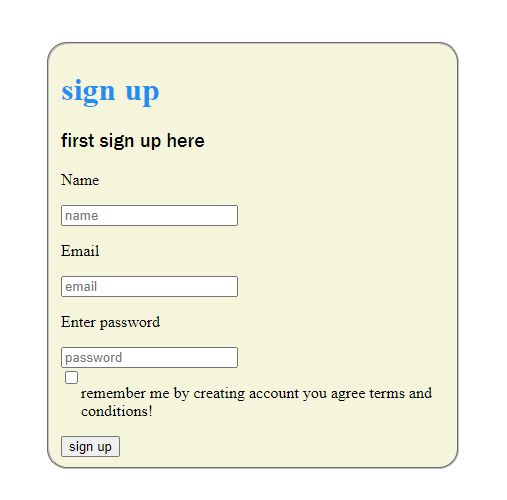 sign up
first sign up here
Name
name
Email
email
Enter password
password
remember me by creating account you agree terms and
conditions!
sign up